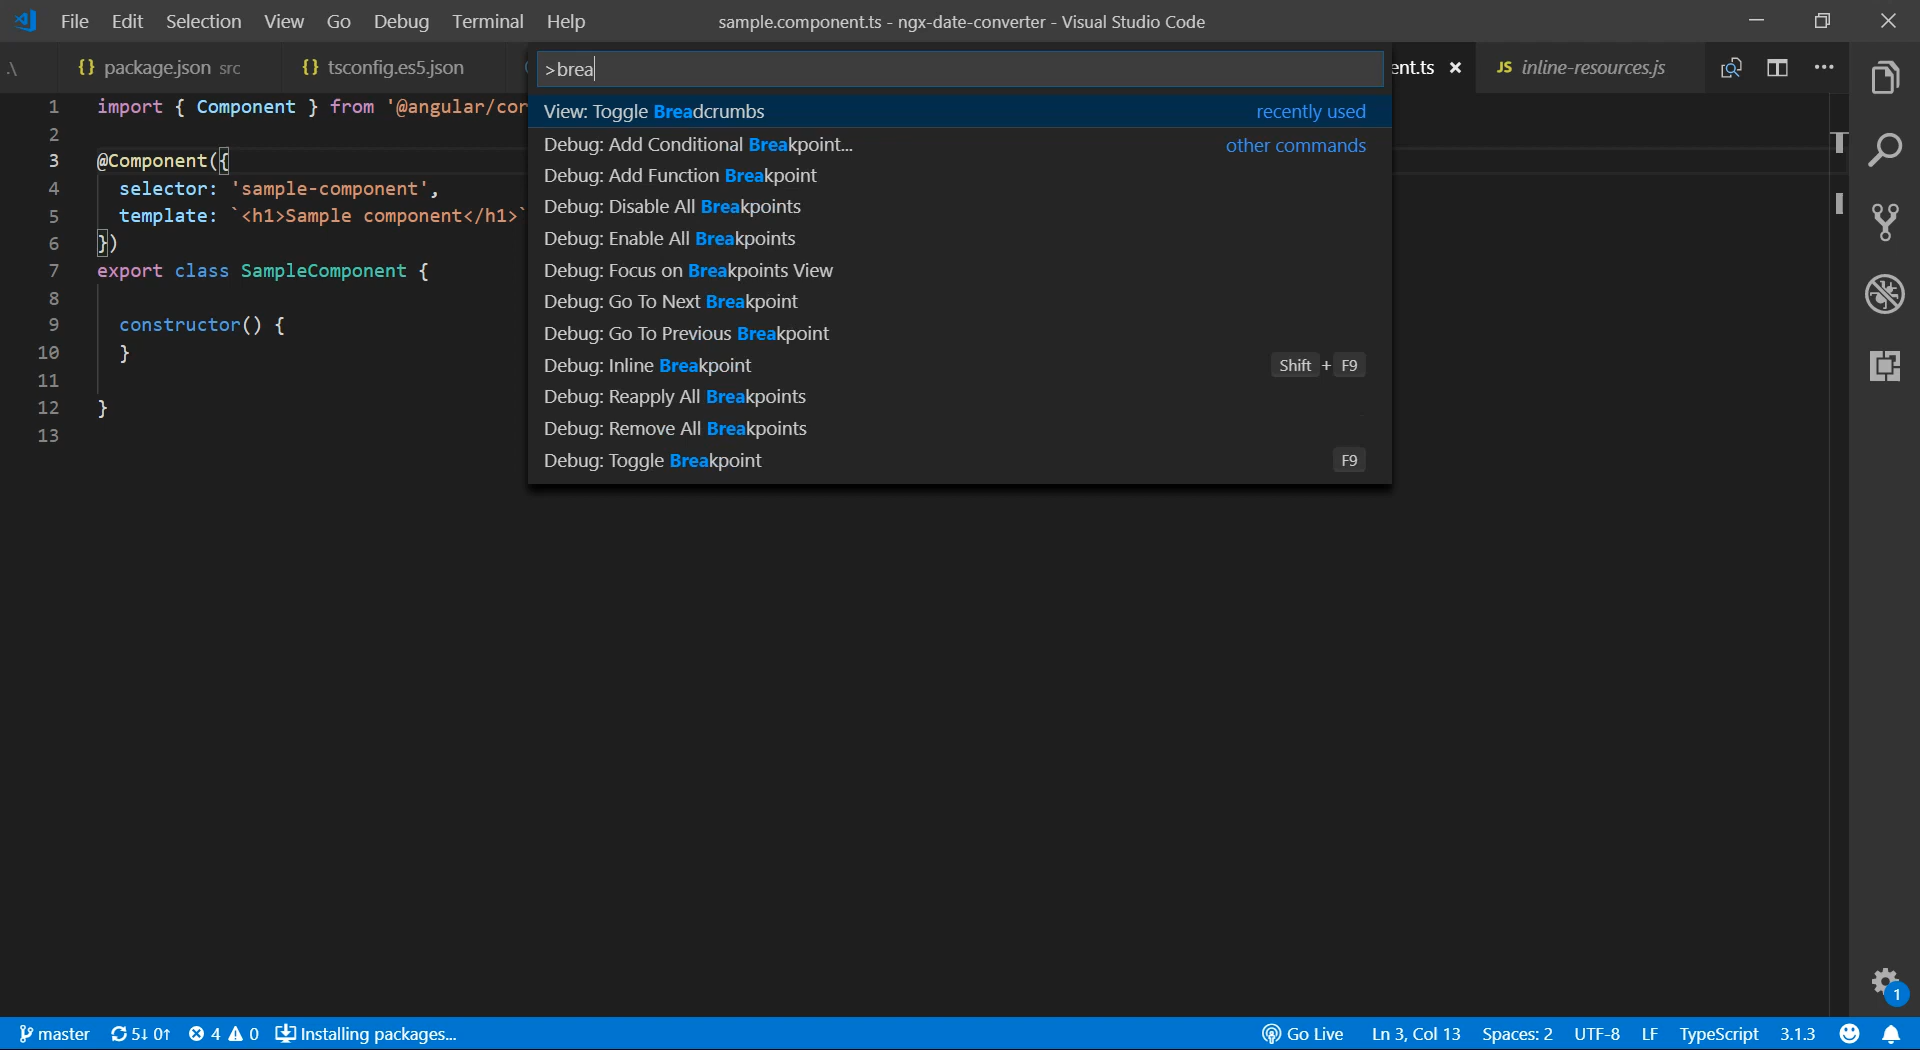 File Edit Selection View Go Debug Terminal Help sample.component.ts - ngx-date-converter - Visual Studio Code
.\ {} package.json src {} tsconfig.es5.json ent.ts JS inline-resources.js
>brea
View: Toggle Breadcrumbs recently used
Debug: Add Conditional Breakpoint... other commands
Debug: Add Function Breakpoint
Debug: Disable All Breakpoints
Debug: Enable All Breakpoints
Debug: Focus on Breakpoints View
Debug: Go To Next Breakpoint
Debug: Go To Previous Breakpoint
Debug: Inline Breakpoint Shift + F9
Debug: Reapply All Breakpoints
Debug: Remove All Breakpoints
Debug: Toggle Breakpoint F9
1 import { Component } from '@angular/cor
2
3 @Component({
4 selector: 'sample-component',
5 template: `<h1>Sample component</h1>`
6 })
7 export class SampleComponent {
8
9 constructor() {
10 }
11
12 }
13
1
master 5↓ 0↑ 4 0 Installing packages... Go Live Ln 3, Col 13 Spaces: 2 UTF-8 LF TypeScript 3.1.3